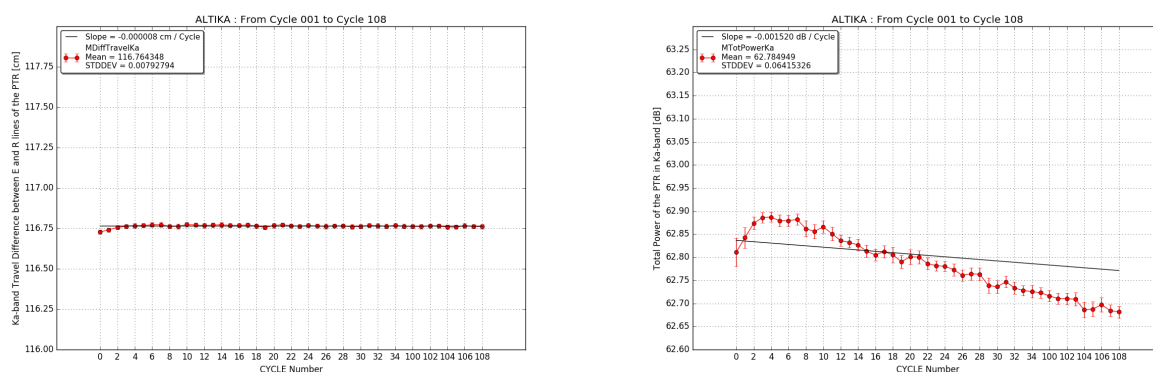 ALTIKA : From Cycle 001 to Cycle 108
Slope = -0.000008 cm / Cycle
MDiffTravelKa
Mean = 116.764348
STDDEV = 0.00792794
Ka-band Travel Difference between E and R lines of the PTR [cm]
117.75
117.50
117.25
117.00
116.75
116.50
116.25
116.00
0 2 4 6 8 10 12 14 16 18 20 22 24 26 28 30 32 34 100 102 104 106 108
CYCLE Number
ALTIKA : From Cycle 001 to Cycle 108
Slope = -0.001520 dB / Cycle
MTotPowerKa
Mean = 62.784949
STDDEV = 0.06415326
Total Power of the PTR in Ka-band [dB]
63.25
63.20
63.15
63.10
63.05
63.00
62.95
62.90
62.85
62.80
62.75
62.70
62.65
62.60
0 2 4 6 8 10 12 14 16 18 20 22 24 26 28 30 32 34 100 102 104 106 108
CYCLE Number